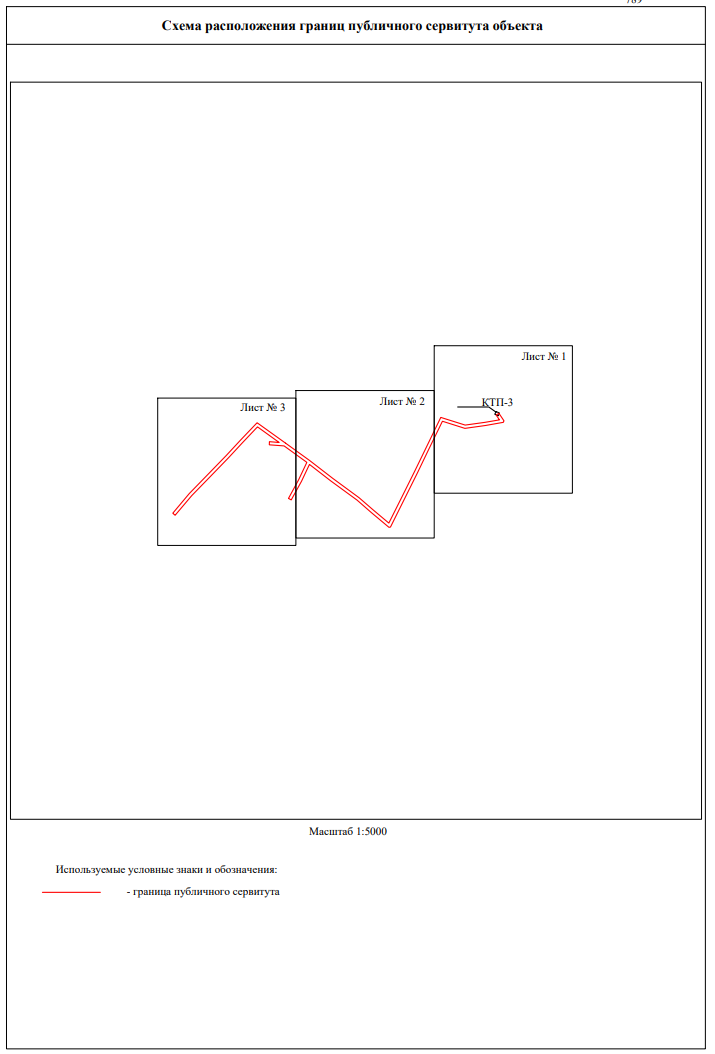 Схема расположения границ публичного сервитута объекта
Лист № 1
Лист № 2
КТП-3
Лист № 3
Масштаб 1:5000
Используемые условные знаки и обозначения:
- граница публичного сервитута